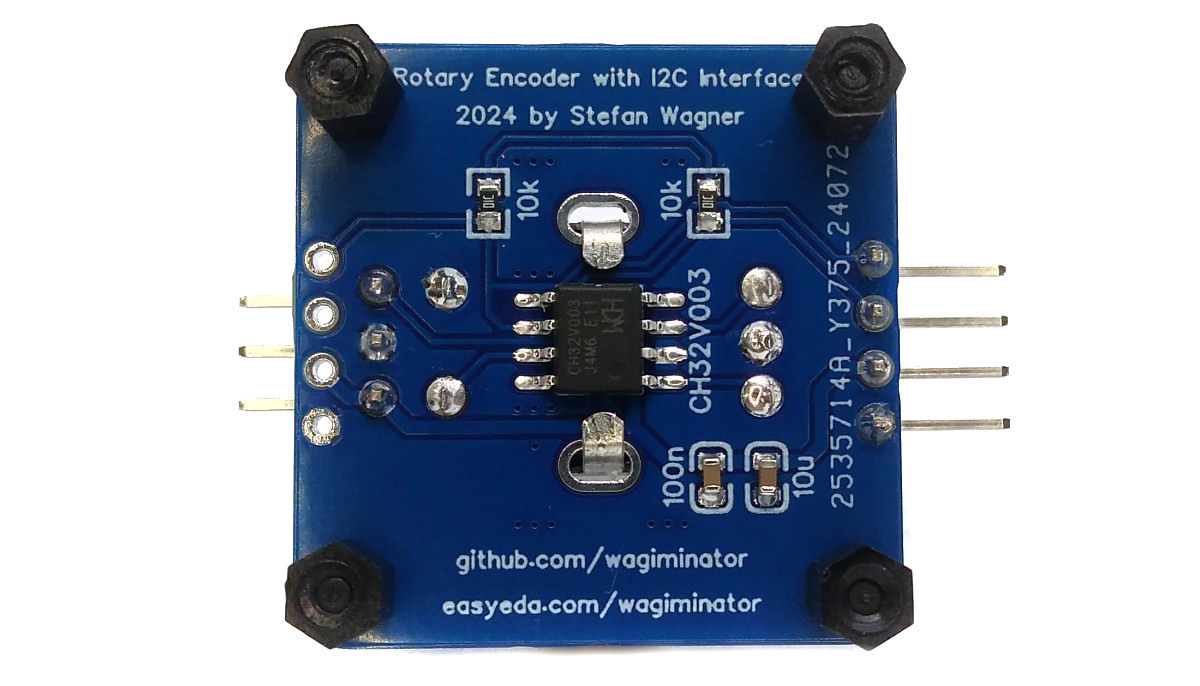 Rotary Encoder with I2C Interface
2024 by Stefan Wagner
10k
10k
CH32V003
J4M6 E11
WCH
CH32V003
2535714A_Y375_24072
100n
10u
github.com/wagiminator
easyeda.com/wagiminator